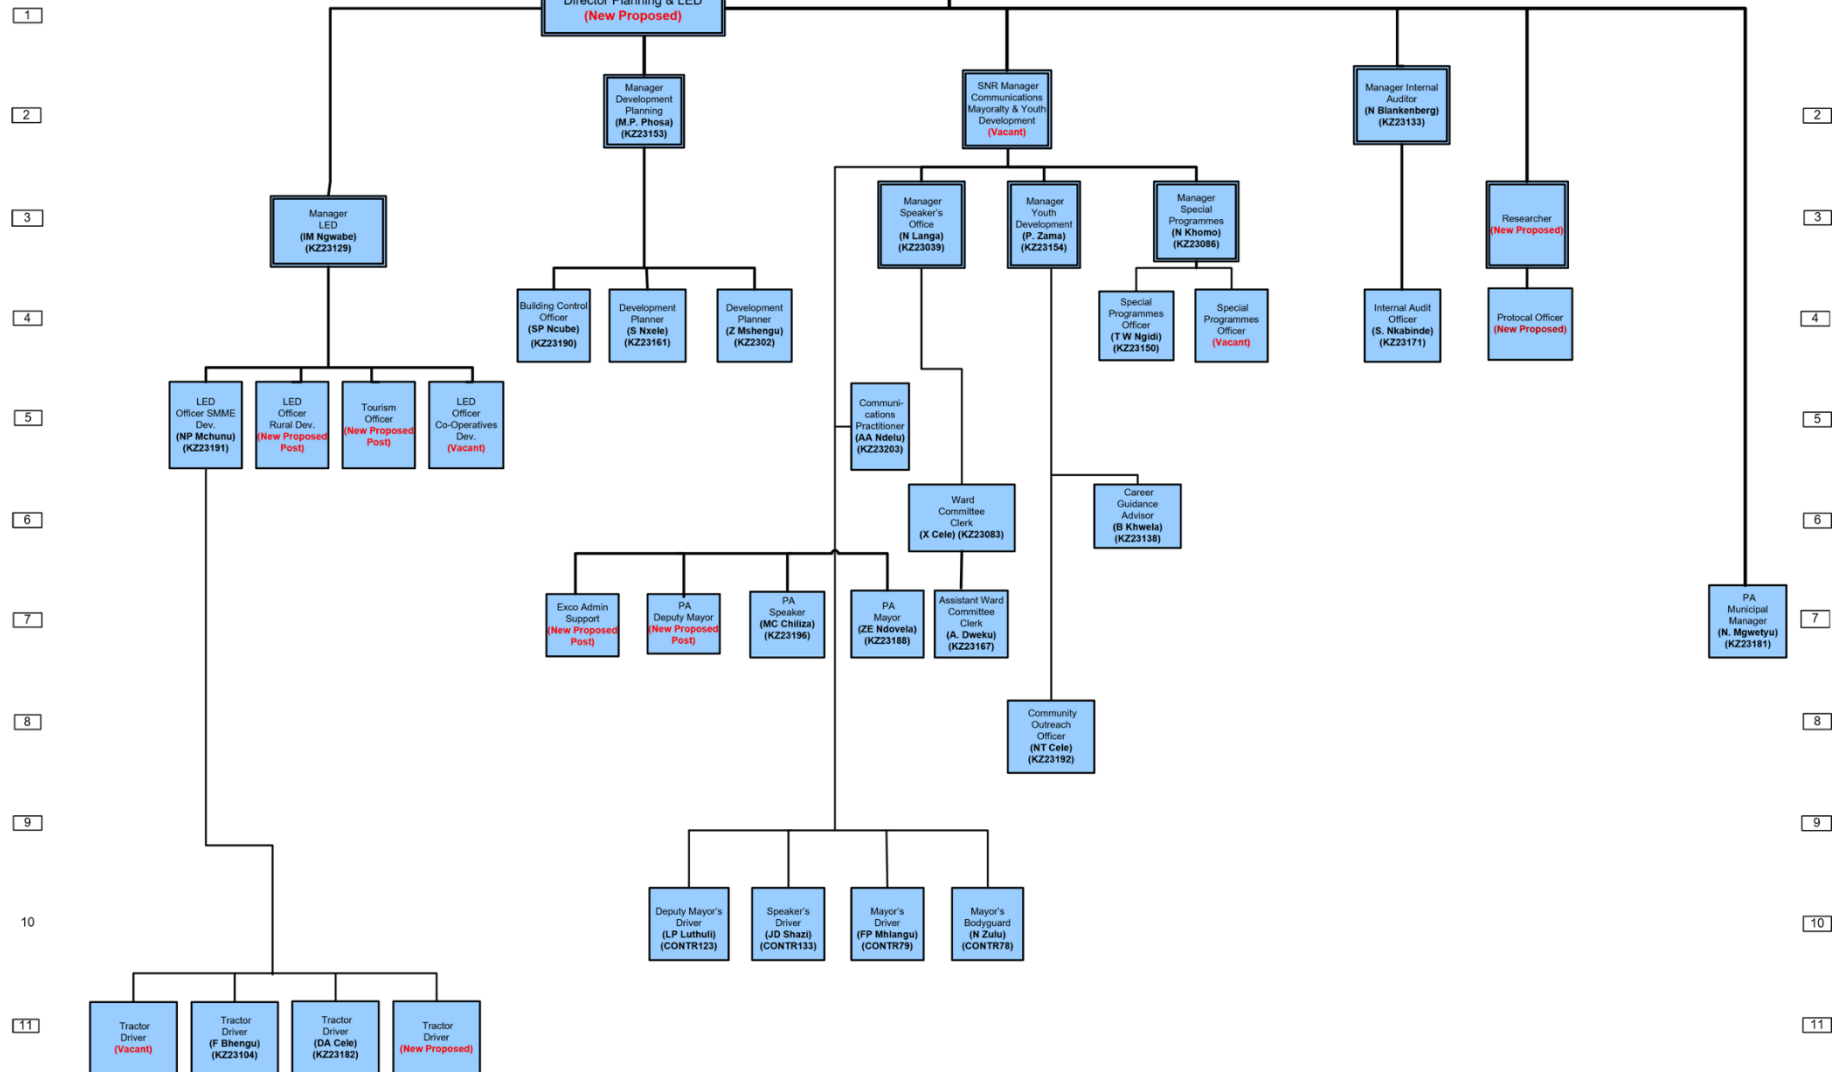 1
Director Planning & LED
(New Proposed)
2
Manager
Development
Planning
(M.P. Phosa)
(KZ23153)
SNR Manager
Communications
Mayoralty & Youth
Development
(Vacant)
Manager Internal
Auditor
(N Blankenberg)
(KZ23133)
2
3
Manager
LED
(IM Ngwabe)
(KZ23129)
Manager
Speaker's
Office
(N Langa)
(KZ23039)
Manager
Youth
Development
(P. Zama)
(KZ23154)
Manager
Special
Programmes
(N Khomo)
(KZ23086)
Researcher
(New Proposed)
3
4
Building Control
Officer
(SP Ncube)
(KZ23190)
Development
Planner
(S Nxele)
(KZ23161)
Development
Planner
(Z Mshengu)
(KZ2302)
Special
Programmes
Officer
(T W Ngidi)
(KZ23150)
Special
Programmes
Officer
(Vacant)
Internal Audit
Officer
(S. Nkabinde)
(KZ23171)
Protocal Officer
(New Proposed)
4
5
LED
Officer SMME
Dev.
(NP Mchunu)
(KZ23191)
LED
Officer
Rural Dev.
(New Proposed
Post)
Tourism
Officer
(New Proposed
Post)
LED
Officer
Co-Operatives
Dev.
(Vacant)
Communi-
cations
Practitioner
(AA Ndelu)
(KZ23203)
5
6
Ward
Committee
Clerk
(X Cele) (KZ23083)
Career
Guidance
Advisor
(B Khwela)
(KZ23138)
6
7
Exco Admin
Support
(New Proposed
Post)
PA
Deputy Mayor
(New Proposed
Post)
PA
Speaker
(MC Chiliza)
(KZ23196)
PA
Mayor
(ZE Ndovela)
(KZ23188)
Assistant Ward
Committee
Clerk
(A. Dweku)
(KZ23167)
PA
Municipal
Manager
(N. Mgwetyu)
(KZ23181)
7
8
Community
Outreach
Officer
(NT Cele)
(KZ23192)
8
9
9
10
Deputy Mayor's
Driver
(LP Luthuli)
(CONTR123)
Speaker's
Driver
(JD Shazi)
(CONTR133)
Mayor's
Driver
(FP Mhlangu)
(CONTR79)
Mayor's
Bodyguard
(N Zulu)
(CONTR78)
10
11
Tractor
Driver
(Vacant)
Tractor
Driver
(F Bhengu)
(KZ23104)
Tractor
Driver
(DA Cele)
(KZ23182)
Tractor
Driver
(New Proposed)
11